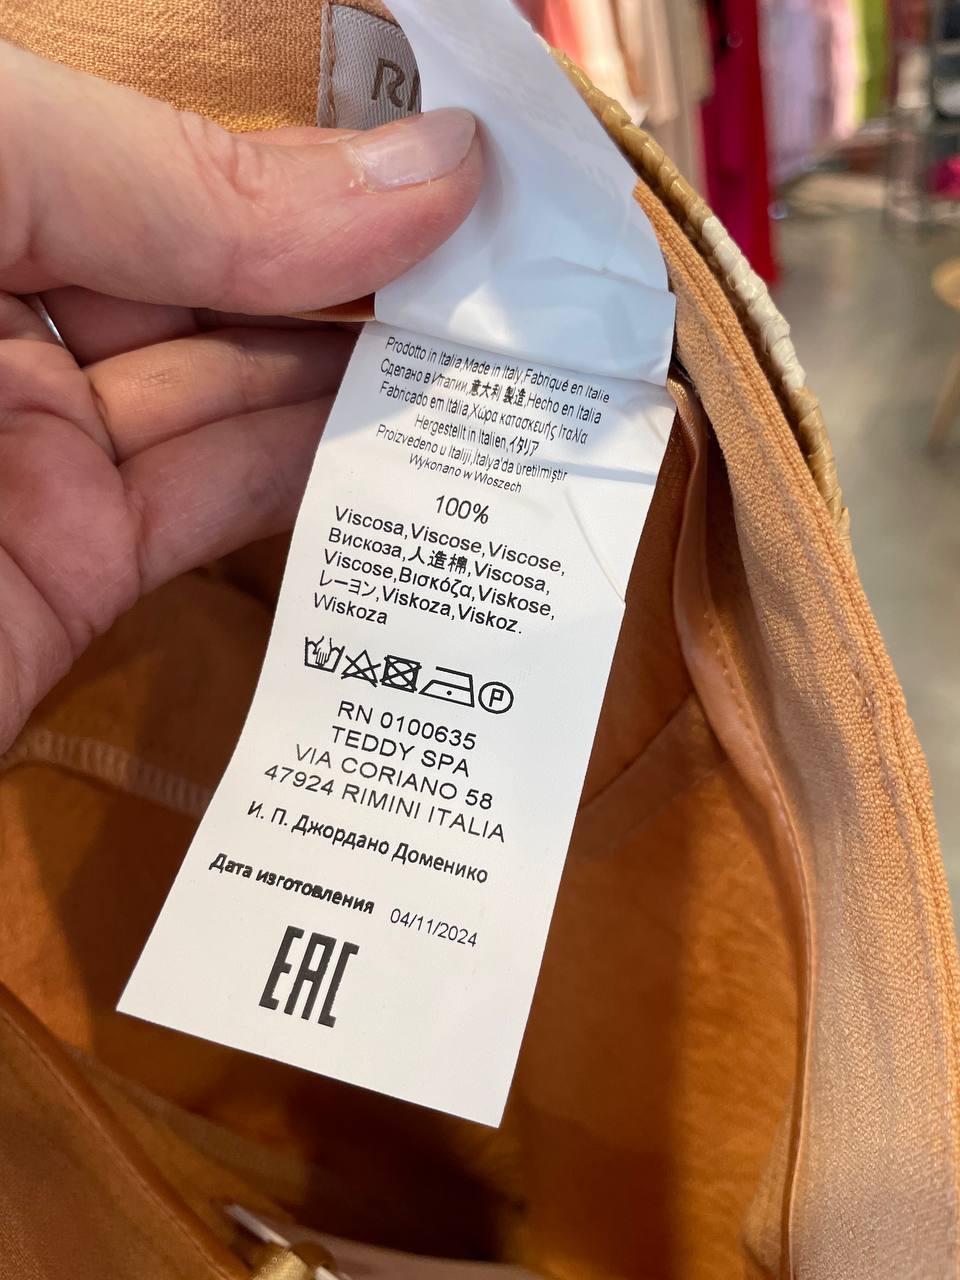 Prodotto in Italia,Made in Italy,Fabriqué en Italie
Сделано в Италии,意大利 製造,Hecho en Italia
Fabricado em Itália,Χώρα κατασκευής Ιταλία
Hergestellt in Italien,イタリア
Proizvedeno u Italiji,Italya'da üretilmiştir
Wykonano w Włoszech
100%
Viscosa,Viscose,Viscose,
Вискоза,人造棉,Viscosa,
Viscose,Βισκόζα,Viskose,
レーヨン,Viskoza,Viskoz.
Wiskoza
P
RN 0100635
TEDDY SPA
VIA CORIANO 58
47924 RIMINI ITALIA
И. П. Джордано Доменико
Дата изготовления 04/11/2024
EAC